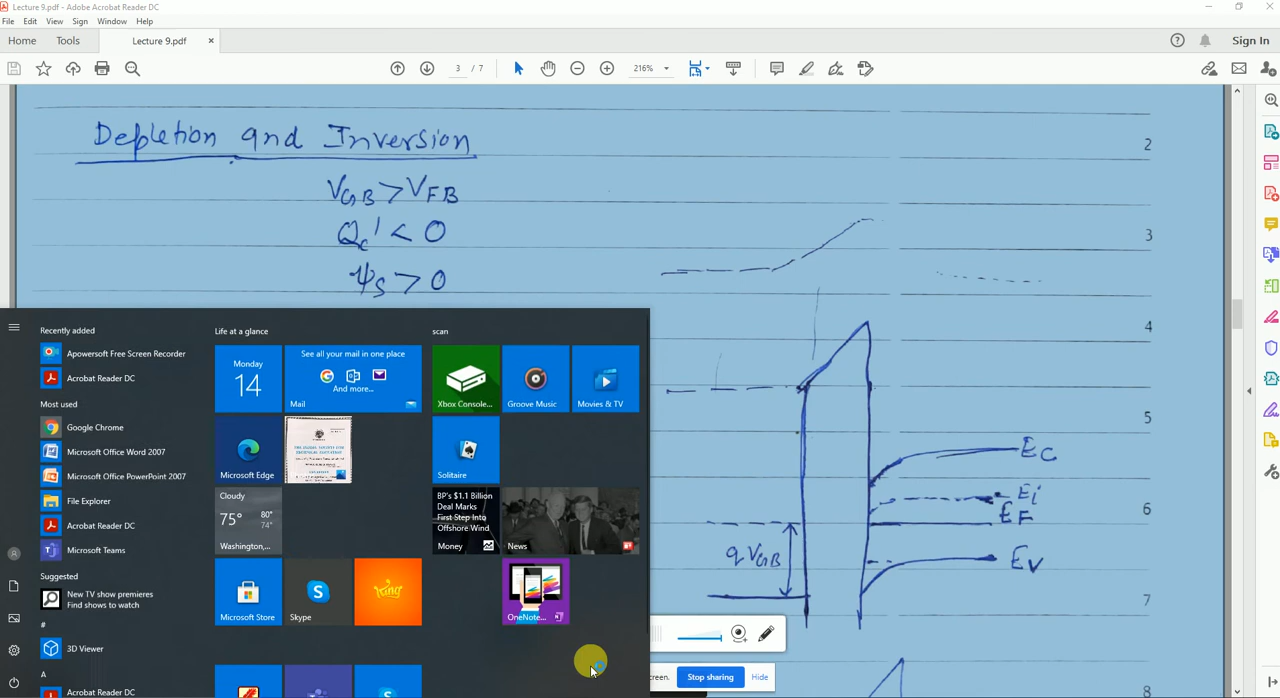 Lecture 9.pdf - Adobe Acrobat Reader DC
File Edit View Sign Window Help
Home Tools Lecture 9.pdf × Sign In
3 / 7 216%
Depletion and Inversion
VGB > VFB
Qc' < 0
ψs > 0
2
3
4
5
6
7
8
EC
Ei
EF
EV
qVGB
Recently added
Apowersoft Free Screen Recorder
Acrobat Reader DC
Most used
Google Chrome
Microsoft Office Word 2007
Microsoft Office PowerPoint 2007
File Explorer
Acrobat Reader DC
Microsoft Teams
Suggested
New TV show premieres
Find shows to watch
#
3D Viewer
A
Acrobat Reader DC
Life at a glance
Monday
14
See all your mail in one place
And more...
Mail
Microsoft Edge
Cloudy
75° 80°
74°
Washington,...
Microsoft Store
Skype
King
scan
Xbox Console...
Groove Music
Movies & TV
Solitaire
BP's $1.1 Billion
Deal Marks
First Step Into
Offshore Wind
Money
News
OneNote...
screen. Stop sharing Hide